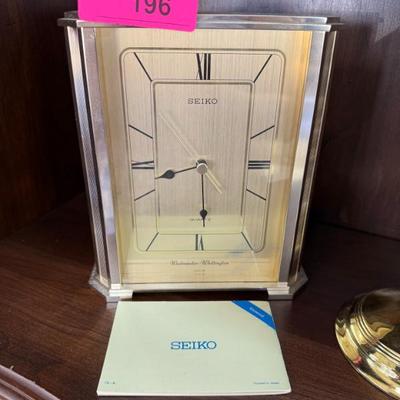 196
XII
SEIKO
III
IX
QUARTZ
VI
Westminster-Whittington
SEIKO